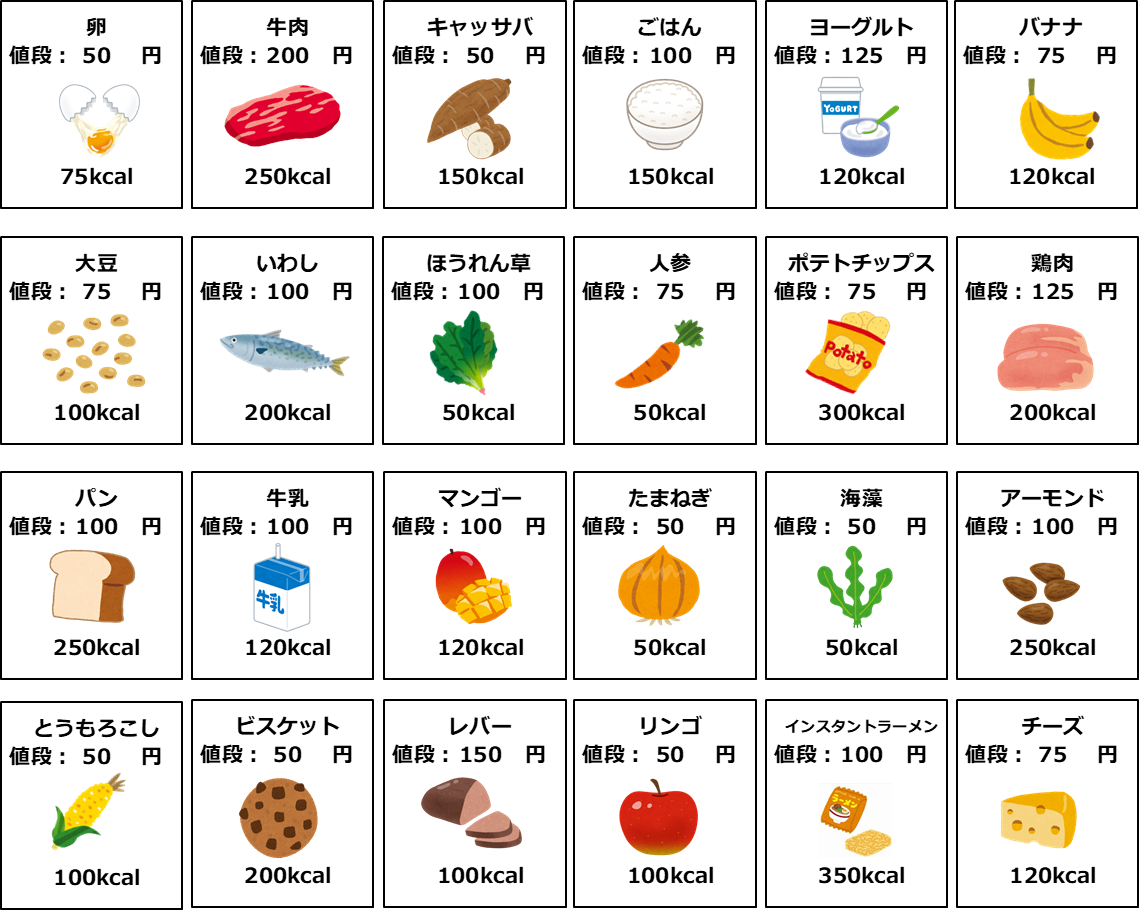 卵
値段： 50 円
75kcal
牛肉
値段：200 円
250kcal
キャッサバ
値段： 50 円
150kcal
ごはん
値段：100 円
150kcal
ヨーグルト
値段：125 円
YOGURT
120kcal
バナナ
値段： 75 円
120kcal
大豆
値段： 75 円
100kcal
いわし
値段：100 円
200kcal
ほうれん草
値段：100 円
50kcal
人参
値段： 75 円
50kcal
ポテトチップス
値段： 75 円
Potato
300kcal
鶏肉
値段：125 円
200kcal
パン
値段：100 円
250kcal
牛乳
値段：100 円
牛乳
120kcal
マンゴー
値段：100 円
120kcal
たまねぎ
値段： 50 円
50kcal
海藻
値段： 50 円
50kcal
アーモンド
値段：100 円
250kcal
とうもろこし
値段： 50 円
100kcal
ビスケット
値段： 50 円
200kcal
レバー
値段：150 円
100kcal
リンゴ
値段： 50 円
100kcal
インスタントラーメン
値段：100 円
ラーメン
350kcal
チーズ
値段： 75 円
120kcal